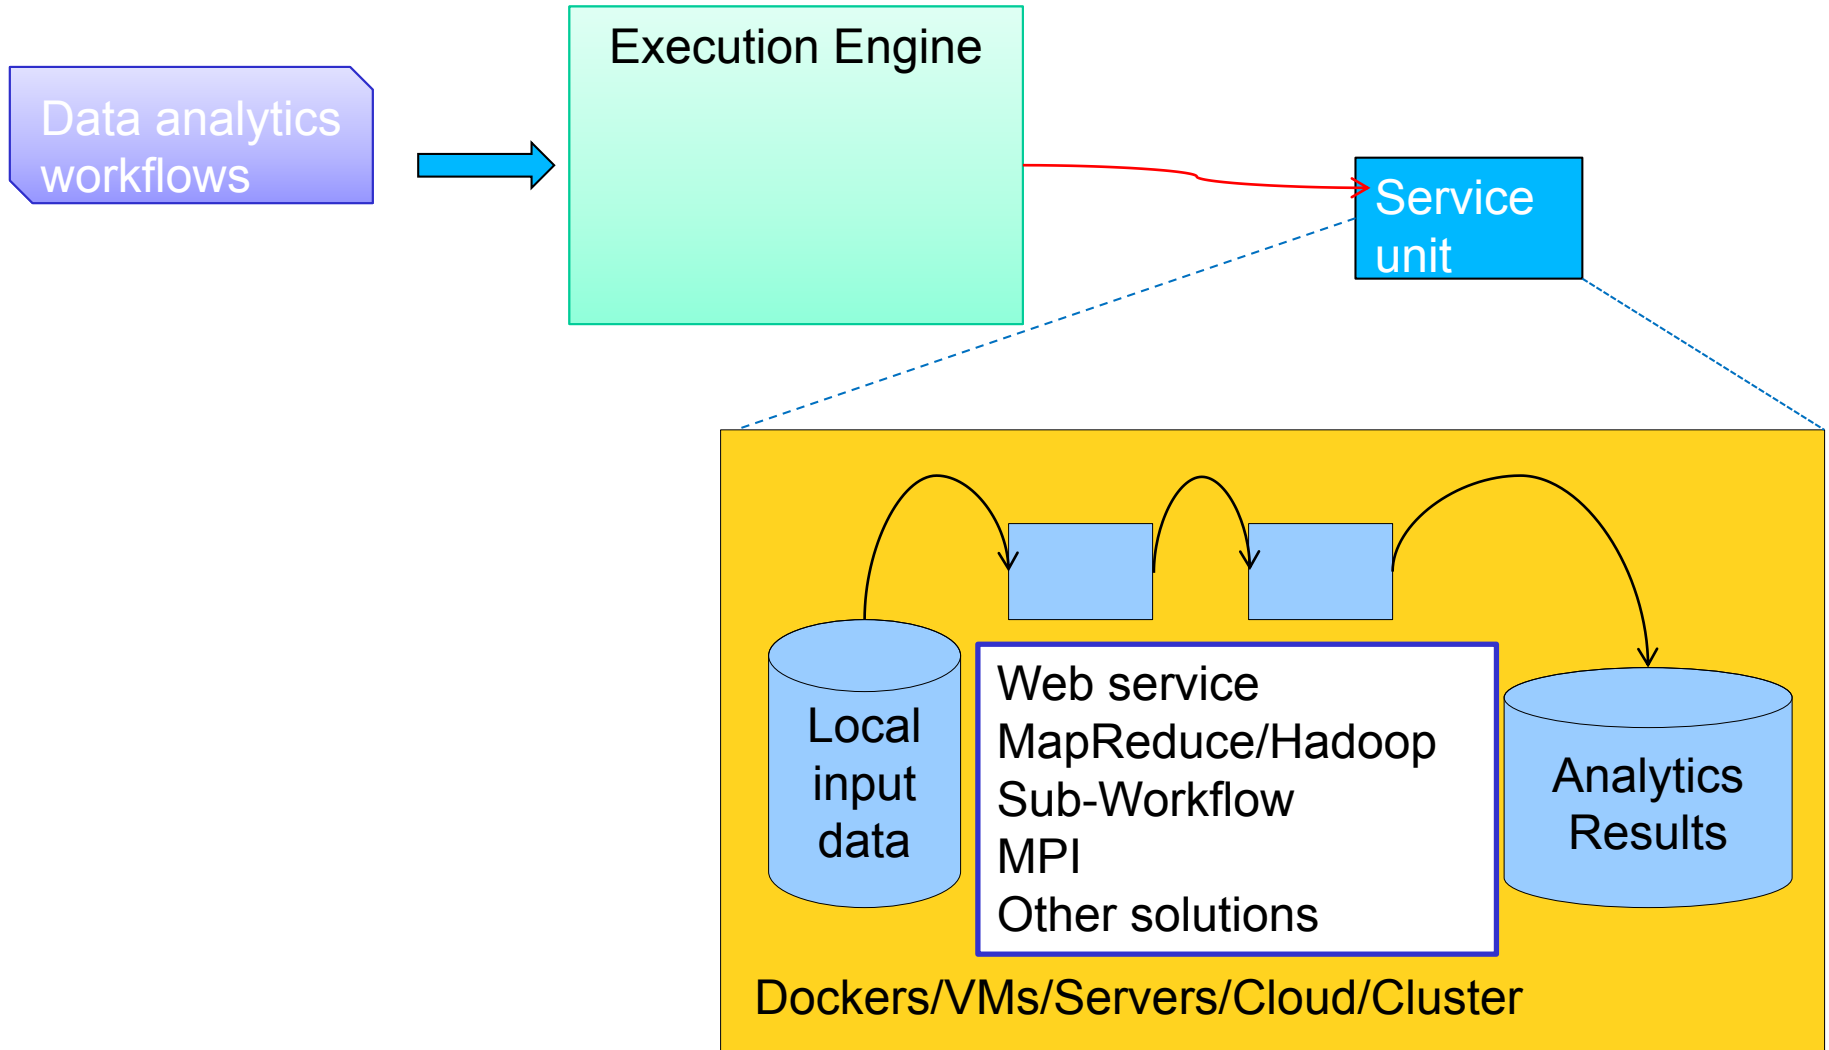 Execution Engine
Data analytics
workflows
Service
unit
Local
input
data
Web service
MapReduce/Hadoop
Sub-Workflow
MPI
Other solutions
Analytics
Results
Dockers/VMs/Servers/Cloud/Cluster